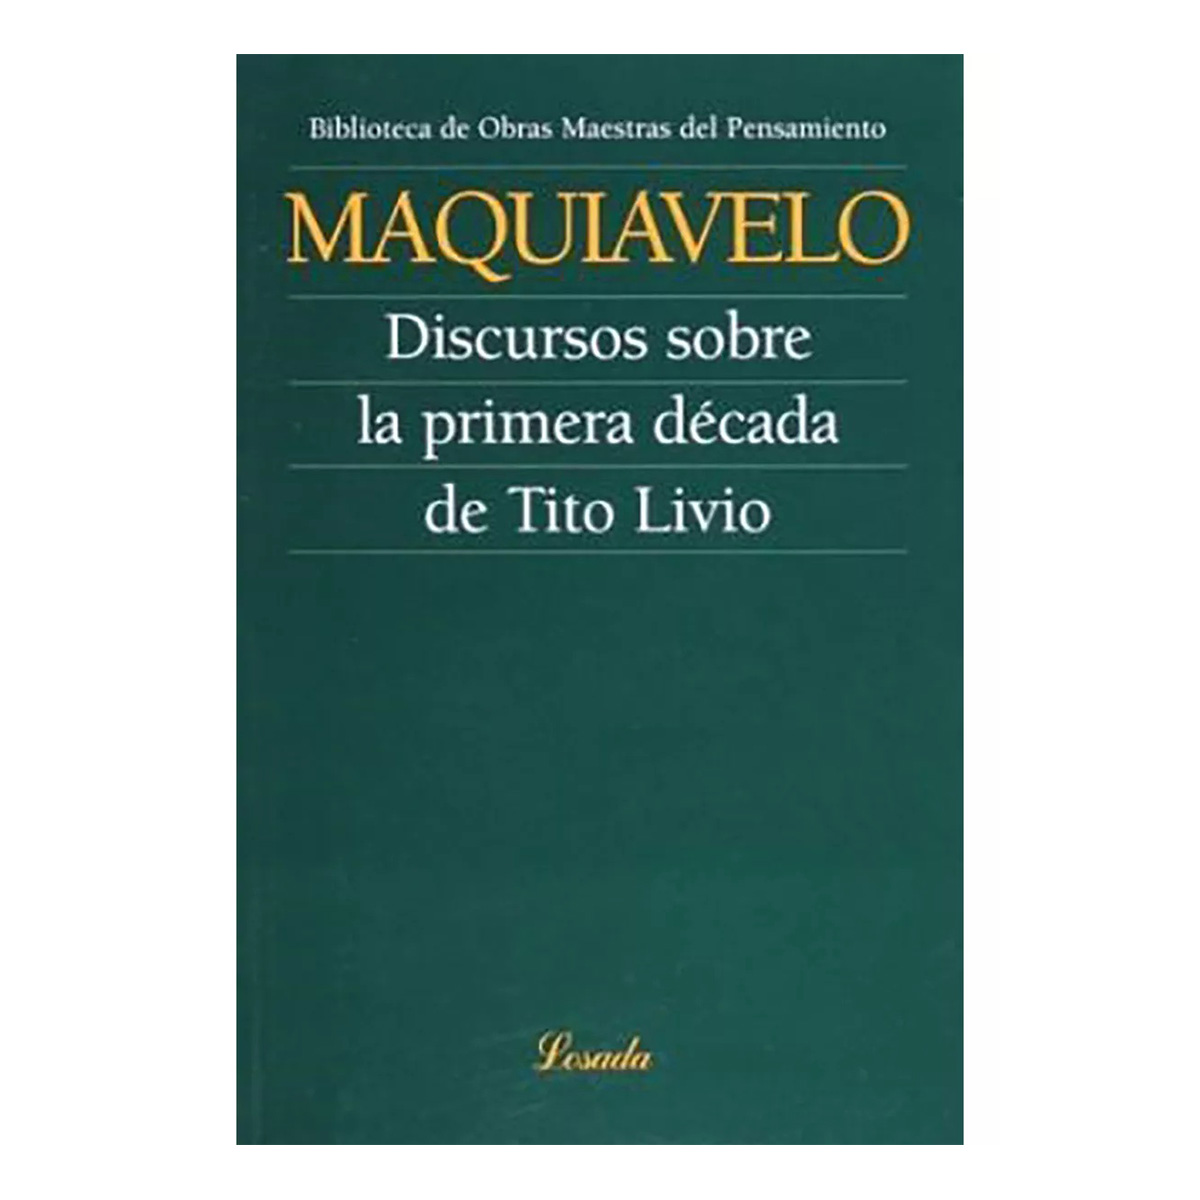 Biblioteca de Obras Maestras del Pensamiento
MAQUIAVELO
Discursos sobre
la primera década
de Tito Livio
Losada